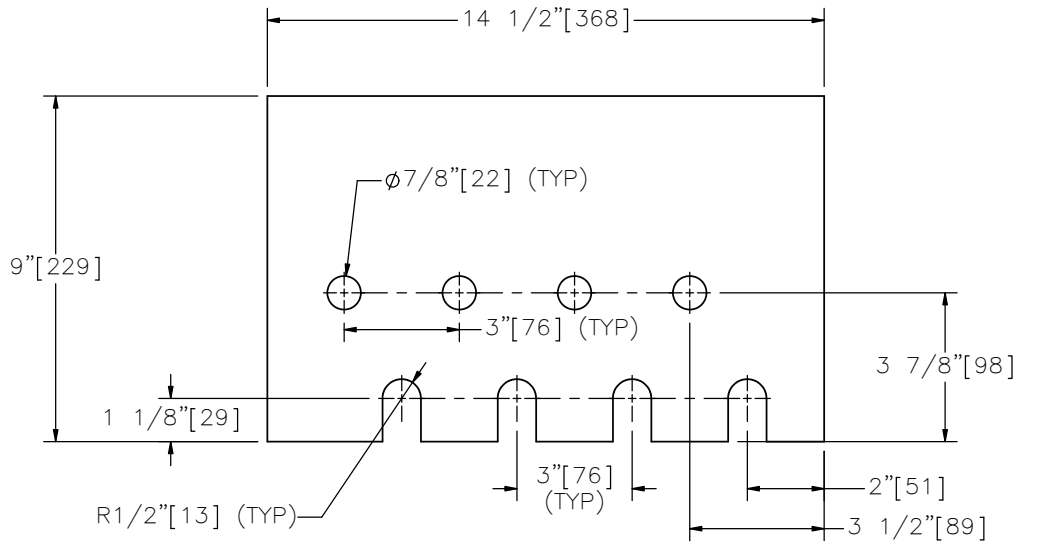 14 1/2"[368]
ϕ7/8"[22] (TYP)
9"[229]
3"[76] (TYP)
3 7/8"[98]
1 1/8"[29]
3"[76]
(TYP)
2"[51]
R1/2"[13] (TYP)
3 1/2"[89]